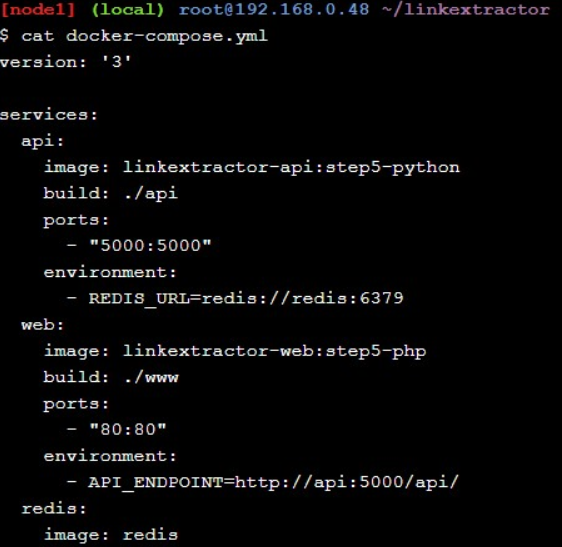 [node1] (local) root@192.168.0.48 ~/linkextractor
$ cat docker-compose.yml
version: '3'

services:
  api:
    image: linkextractor-api:step5-python
    build: ./api
    ports:
      - "5000:5000"
    environment:
      - REDIS_URL=redis://redis:6379
  web:
    image: linkextractor-web:step5-php
    build: ./www
    ports:
      - "80:80"
    environment:
      - API_ENDPOINT=http://api:5000/api/
  redis:
    image: redis